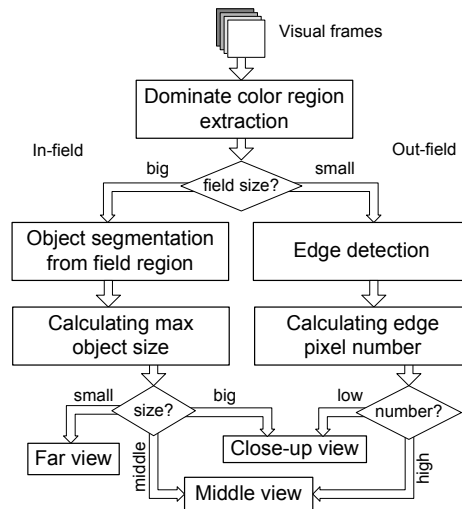 Visual frames
Dominate color region
extraction
In-field
Out-field
big
field size?
small
Object segmentation
from field region
Edge detection
Calculating max
object size
Calculating edge
pixel number
small
size?
big
low
number?
Far view
middle
Close-up view
high
Middle view